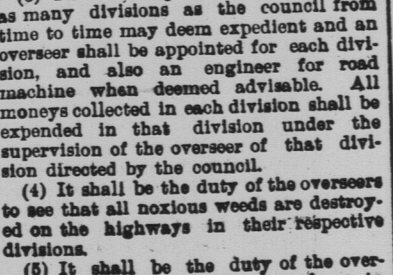 as many divisions as the council from
time to time may deem expedient and an
overseer shall be appointed for each divi-
sion, and also an engineer for road
machine when deemed advisable. All
moneys collected in each division shall be
expended in that division under the
supervision of the overseer of that divi-
sion directed by the council.
(4) It shall be the duty of the overseers
to see that all noxious weeds are destroy-
ed on the highways in their respective
divisions.
(5) It shall be the duty of the over-